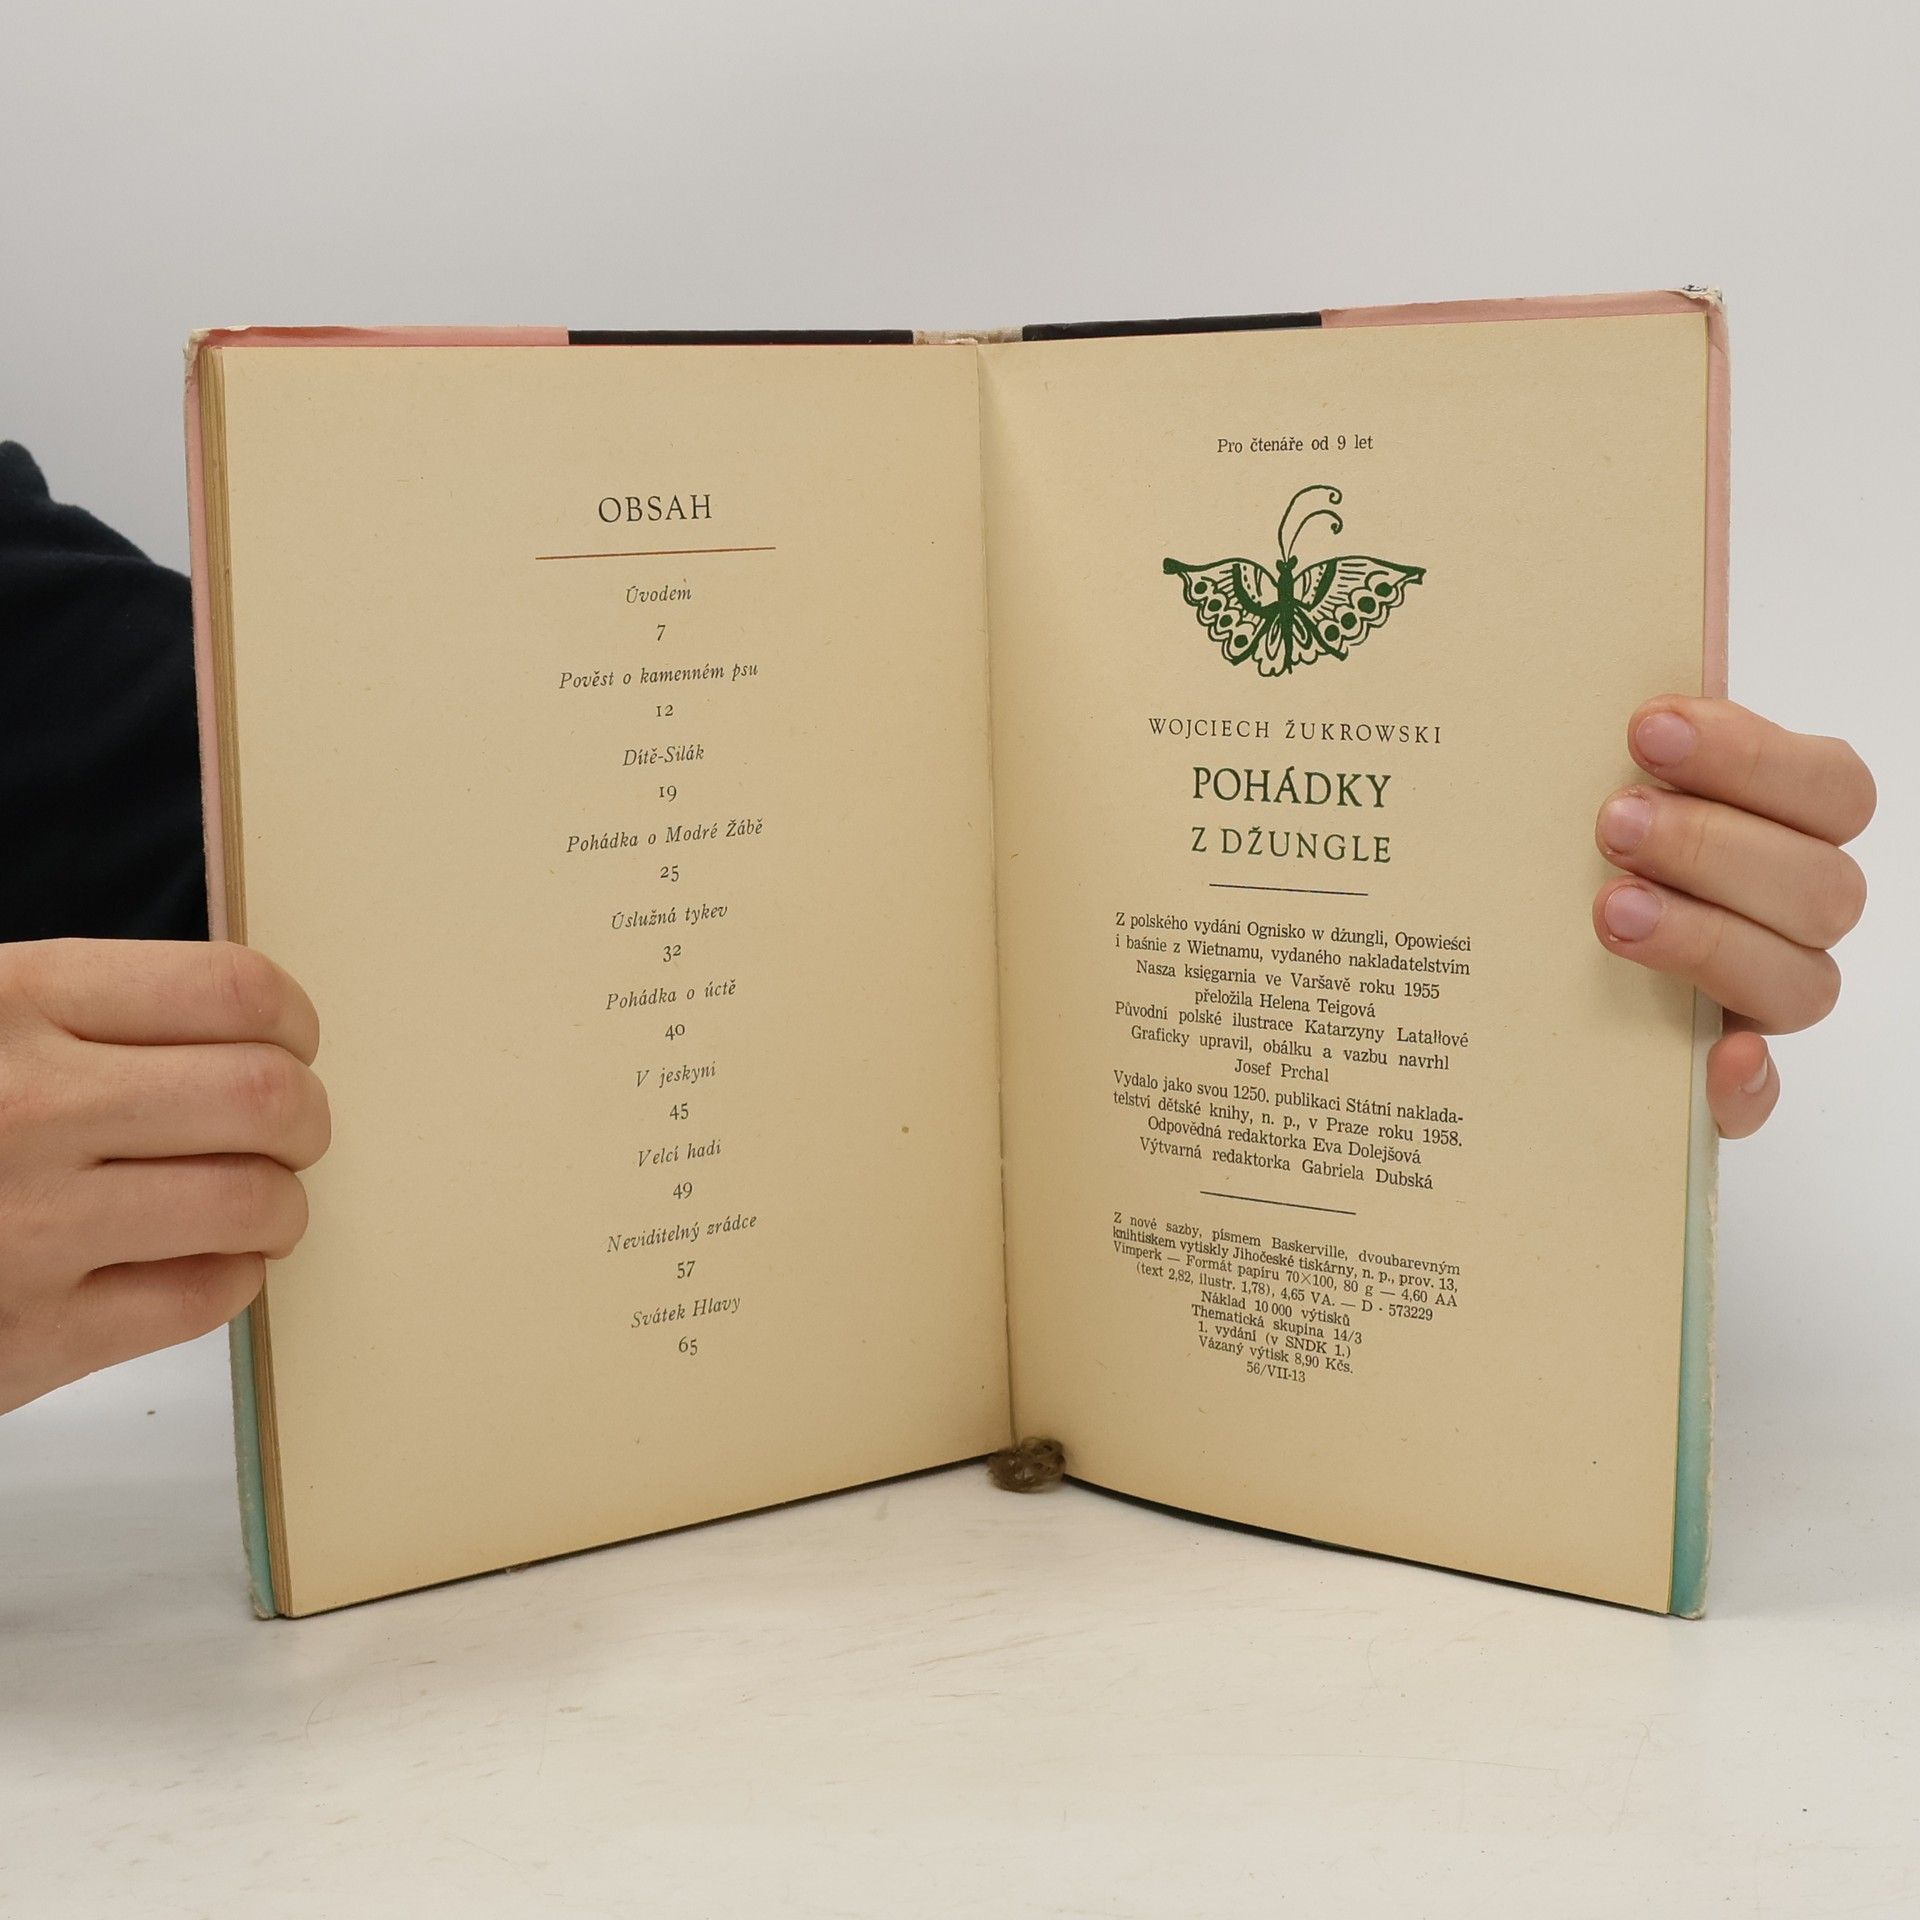 OBSAH
Úvodem
7
Pověst o kamenném psu
12
Dítě-Silák
19
Pohádka o Modré Žábě
25
Úslužná tykev
32
Pohádka o úctě
40
V jeskyni
45
Velcí hadi
49
Neviditelný zrádce
57
Svátek Hlavy
65
Pro čtenáře od 9 let
WOJCIECH ŽUKROWSKI
POHÁDKY
Z DŽUNGLE
Z polského vydání Ognisko w džungli, Opowieści
i baśnie z Wietnamu, vydaného nakladatelstvím
Nasza księgarnia ve Varšavě roku 1955
přeložila Helena Teigová
Původní polské ilustrace Katarzyny Latałłové
Graficky upravil, obálku a vazbu navrhl
Josef Prchal
Vydalo jako svou 1250. publikaci Státní naklada-
telství dětské knihy, n. p., v Praze roku 1958.
Odpovědná redaktorka Eva Dolejšová
Výtvarná redaktorka Gabriela Dubská
Z nové sazby, písmem Baskerville, dvoubarevným
knihtiskem vytiskly Jihočeské tiskárny, n. p., prov. 13,
Vimperk — Formát papíru 70×100, 80 g — 4,60 AA
(text 2,82, ilustr. 1,78), 4,65 VA. — D - 573229
Náklad 10 000 výtisků
Thematická skupina 14/3
1. vydání (v SNDK 1.)
Vázaný výtisk 8,90 Kčs.
56/VII-13